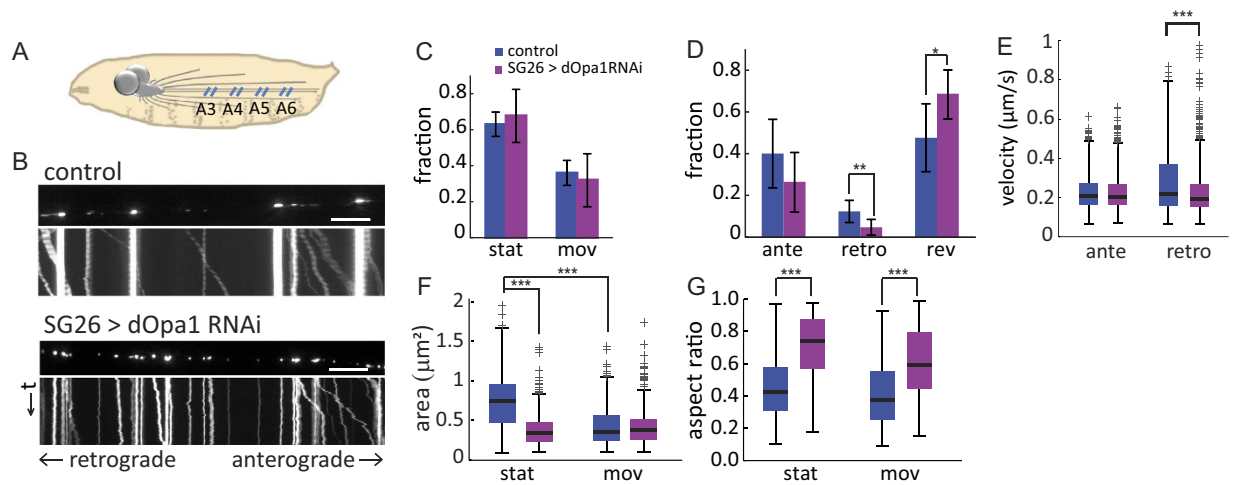 A
A3 A4 A5 A6
B
control
SG26 > dOpa1 RNAi
←t
← retrograde anterograde →
C
control
SG26 > dOpa1RNAi
fraction
0.8
0.6
0.4
0.2
0
stat mov
D
fraction
0.8
0.6
0.4
0.2
0
**
*
ante retro rev
E
velocity (µm/s)
1
0.8
0.6
0.4
0.2
0
***
ante retro
F
area (µm²)
2
1.5
1
0.5
0
***
***
stat mov
G
aspect ratio
1.0
0.8
0.6
0.4
0.2
0
***
***
stat mov